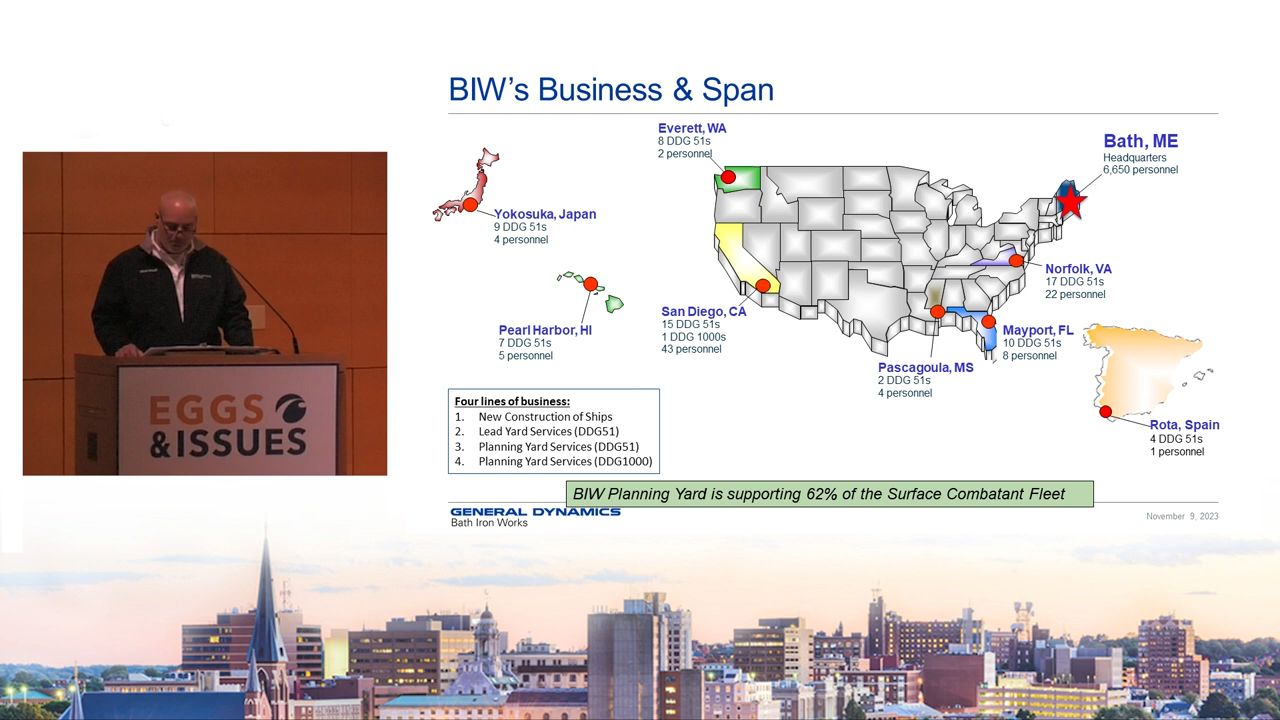 BIW's Business & Span
Everett, WA
8 DDG 51s
2 personnel
Bath, ME
Headquarters
6,650 personnel
Yokosuka, Japan
9 DDG 51s
4 personnel
Norfolk, VA
17 DDG 51s
22 personnel
San Diego, CA
15 DDG 51s
1 DDG 1000s
43 personnel
Pearl Harbor, HI
7 DDG 51s
5 personnel
Mayport, FL
10 DDG 51s
8 personnel
Pascagoula, MS
2 DDG 51s
4 personnel
Rota, Spain
4 DDG 51s
1 personnel
Four lines of business:
1. New Construction of Ships
2. Lead Yard Services (DDG51)
3. Planning Yard Services (DDG51)
4. Planning Yard Services (DDG1000)
BIW Planning Yard is supporting 62% of the Surface Combatant Fleet
GENERAL DYNAMICS
Bath Iron Works
November 9, 2023
EGGS
& ISSUES